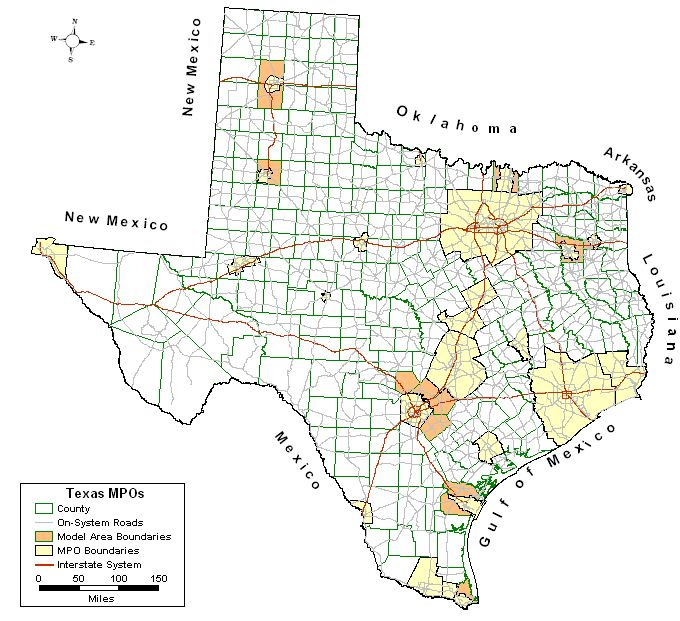 N
W E
S
New Mexico
Oklahoma
Arkansas
New Mexico
Louisiana
Mexico
Gulf of Mexico
Texas MPOs
County
On-System Roads
Model Area Boundaries
MPO Boundaries
Interstate System
0 50 100 150
Miles